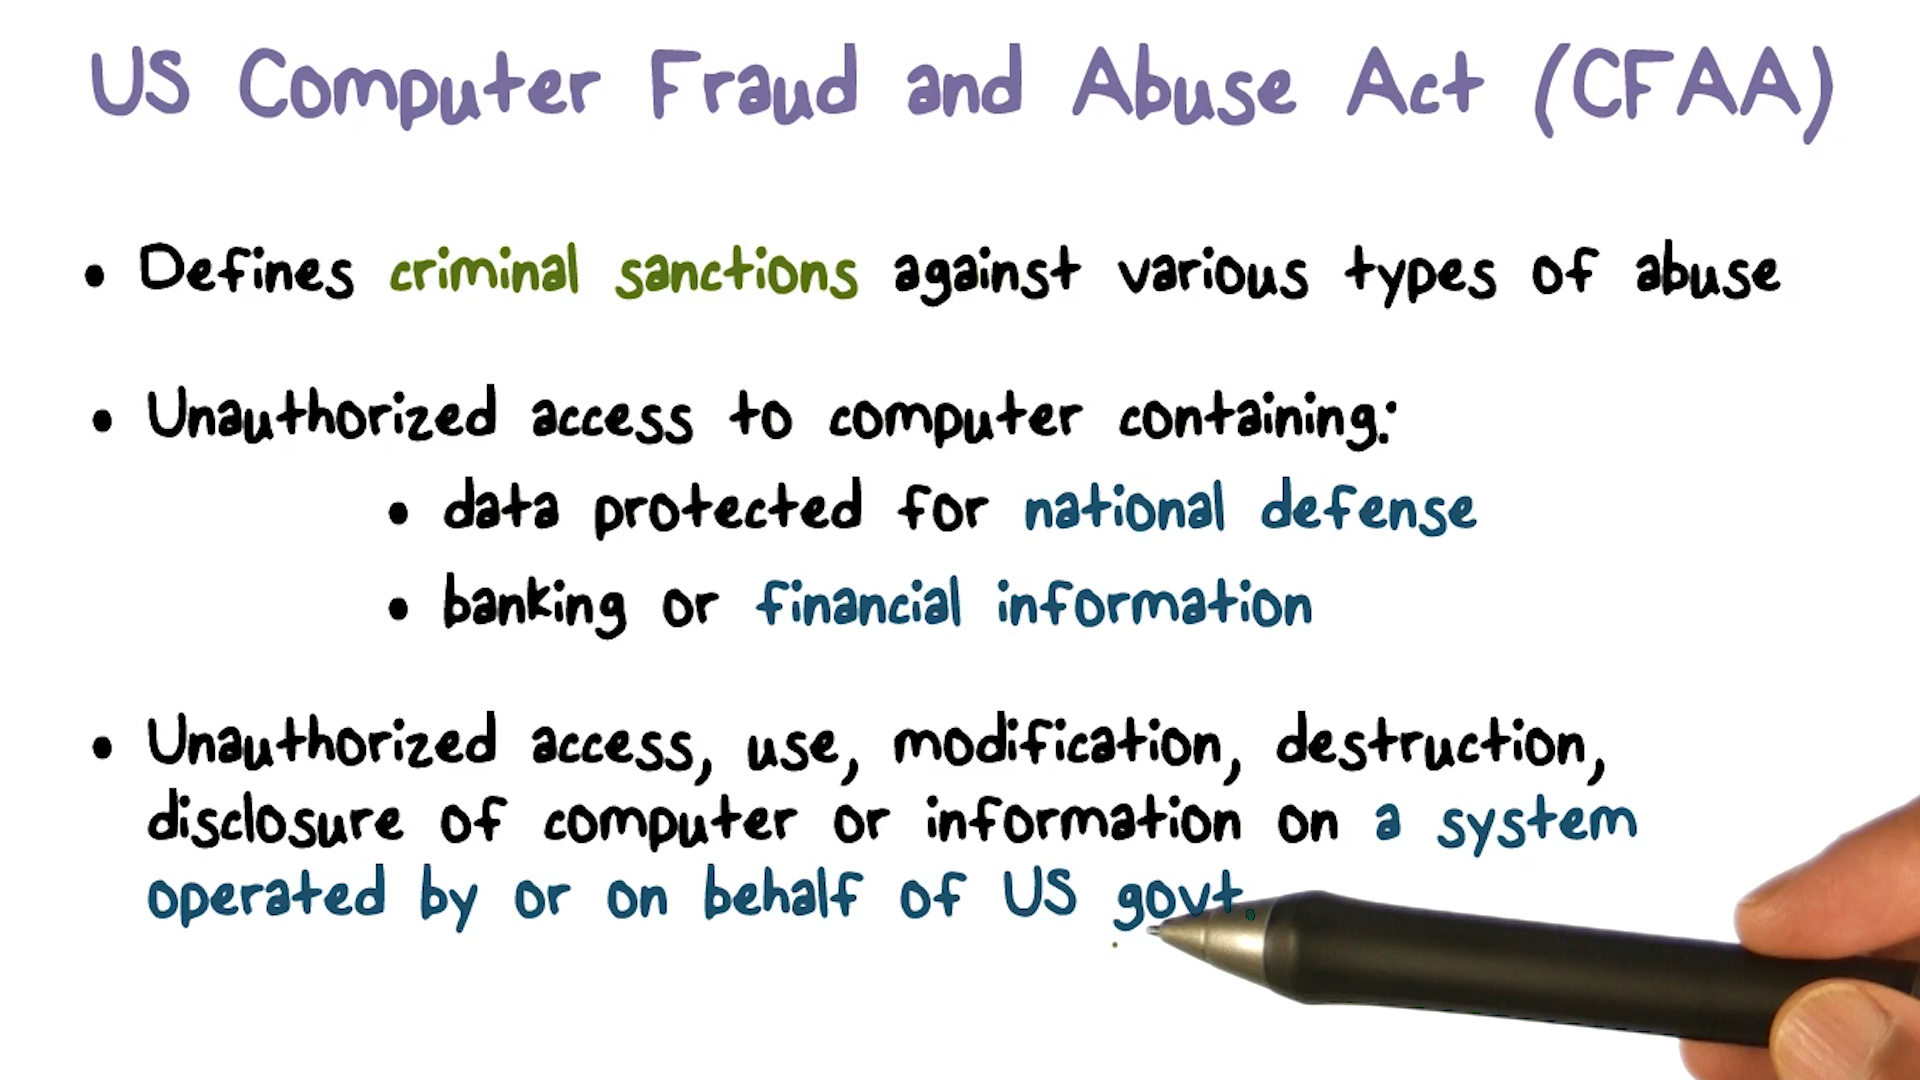 US Computer Fraud and Abuse Act (CFAA)
• Defines criminal sanctions against various types of abuse
• Unauthorized access to computer containing:
• data protected for national defense
• banking or financial information
• Unauthorized access, use, modification, destruction,
disclosure of computer or information on a system
operated by or on behalf of US govt.